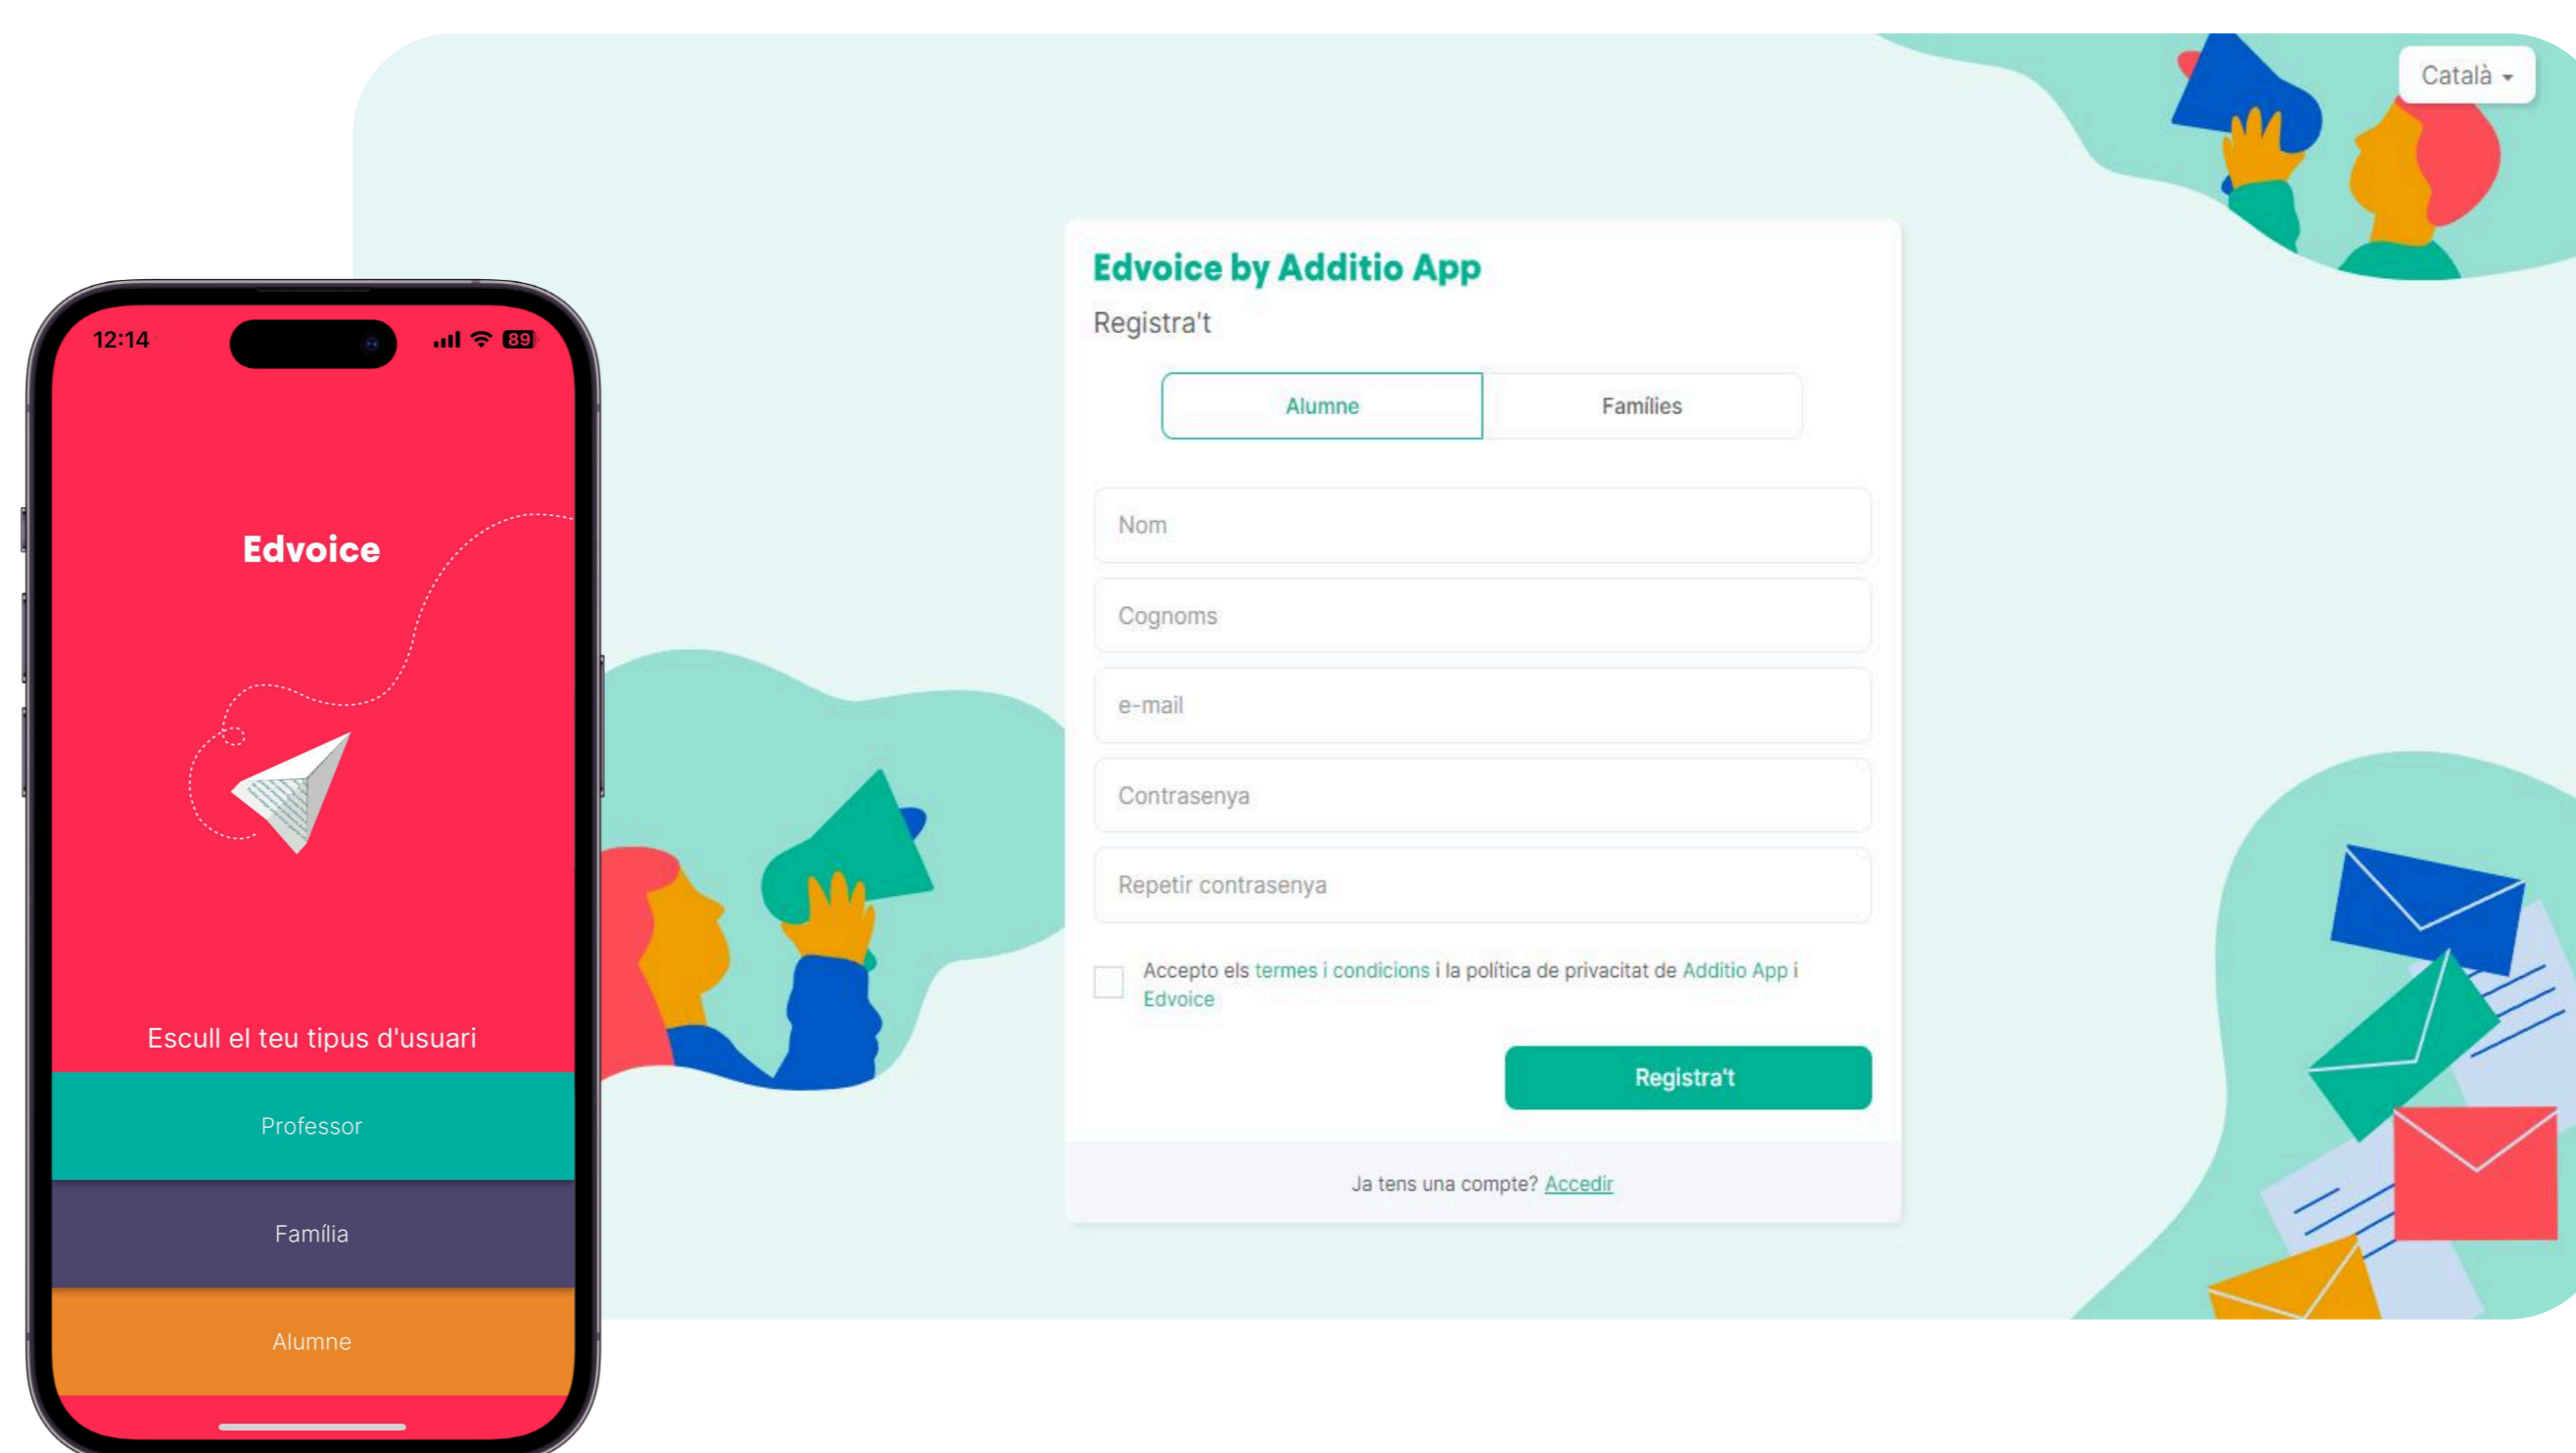 Català
Edvoice by Additio App
Registra't
Alumne
Famílies
Nom
Cognoms
e-mail
Contrasenya
Repetir contrasenya
Accepto els termes i condicions i la política de privacitat de Additio App i
Edvoice
Registra't
Ja tens una compte? Accedir
12:14
89
Edvoice
Escull el teu tipus d'usuari
Professor
Família
Alumne